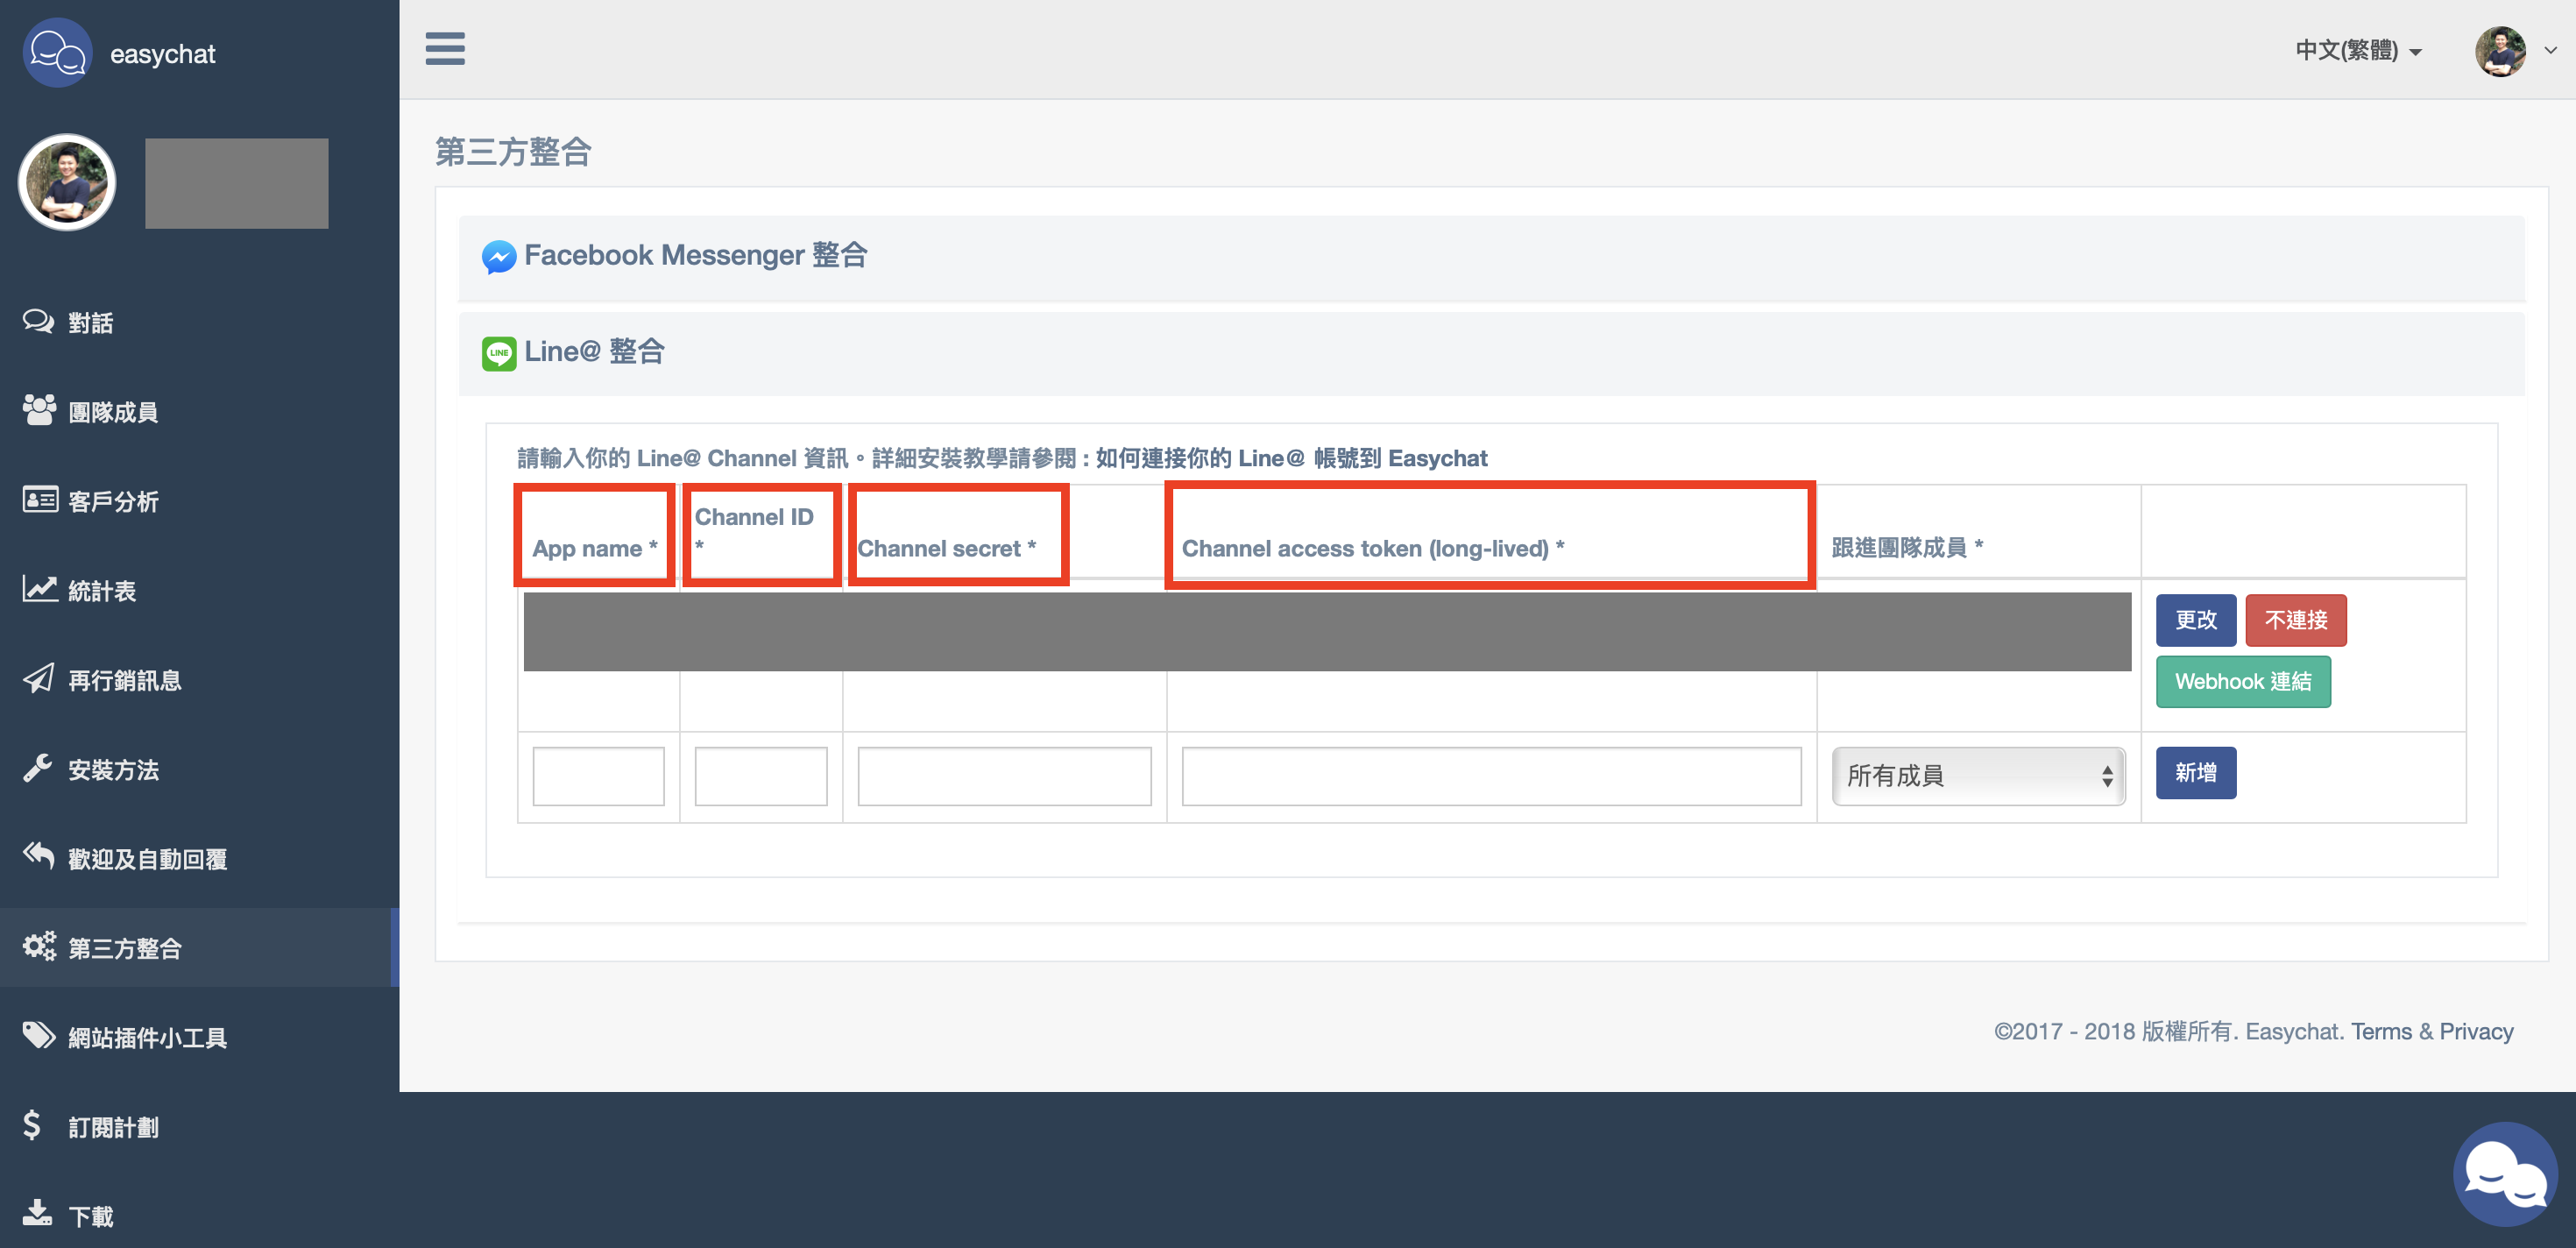 easychat
中文(繁體)
對話
團隊成員
客戶分析
統計表
再行銷訊息
安裝方法
歡迎及自動回覆
第三方整合
網站插件小工具
訂閱計劃
下載
第三方整合
Facebook Messenger 整合
LINE
Line@ 整合
請輸入你的 Line@ Channel 資訊。詳細安裝教學請參閱 : 如何連接你的 Line@ 帳號到 Easychat
App name *
Channel ID
*
Channel secret *
Channel access token (long-lived) *
跟進團隊成員 *
更改
不連接
Webhook 連結
所有成員
新增
©2017 - 2018 版權所有. Easychat. Terms & Privacy